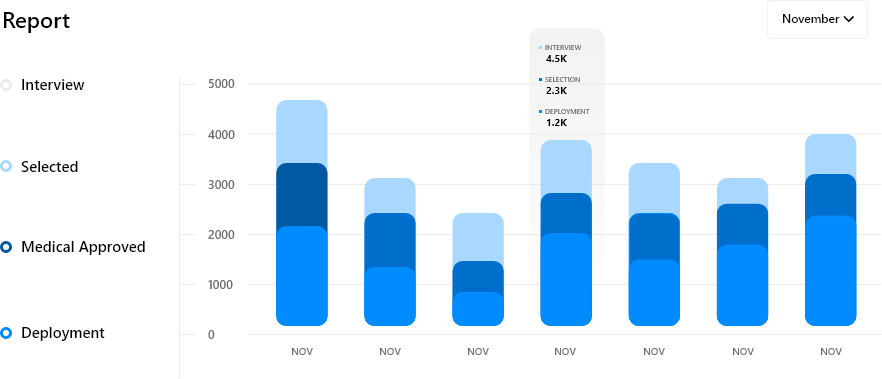 Report
November
Interview
Selected
Medical Approved
Deployment
5000
4000
3000
2000
1000
0
INTERVIEW
4.5K
SELECTION
2.3K
DEPLOYMENT
1.2K
NOV NOV NOV NOV NOV NOV NOV